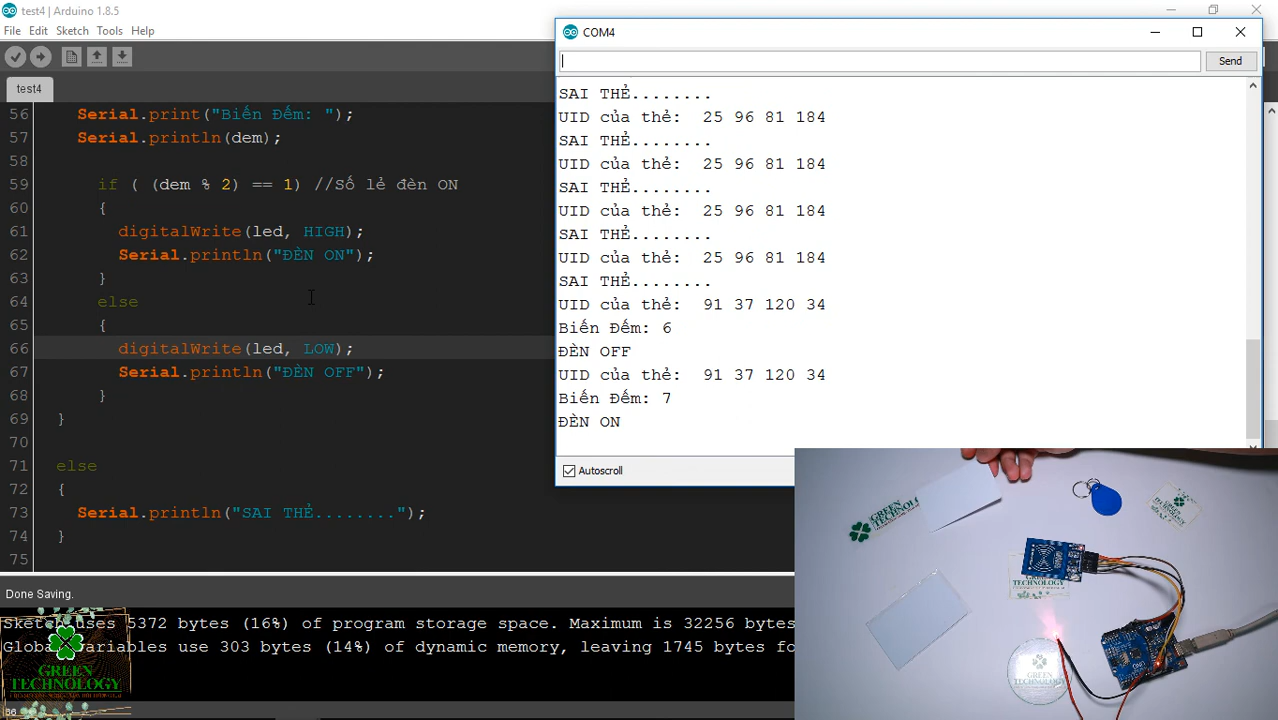 test4 | Arduino 1.8.5
File Edit Sketch Tools Help
test4
56 Serial.print("Biến Đếm: ");
57 Serial.println(dem);
58
59 if ( (dem % 2) == 1) //Số lẻ đèn ON
60 {
61 digitalWrite(led, HIGH);
62 Serial.println("ĐÈN ON");
63 }
64 else
65 {
66 digitalWrite(led, LOW);
67 Serial.println("ĐÈN OFF");
68 }
69 }
70
71 else
72 {
73 Serial.println("SAI THẺ........");
74 }
75
Done Saving.
Sketch uses 5372 bytes (16%) of program storage space. Maximum is 32256 bytes
Global variables use 303 bytes (14%) of dynamic memory, leaving 1745 bytes fo
GREEN
TECHNOLOGY
COM4
Send
SAI THẺ........
UID của thẻ: 25 96 81 184
SAI THẺ........
UID của thẻ: 25 96 81 184
SAI THẺ........
UID của thẻ: 25 96 81 184
SAI THẺ........
UID của thẻ: 25 96 81 184
SAI THẺ........
UID của thẻ: 91 37 120 34
Biến Đếm: 6
ĐÈN OFF
UID của thẻ: 91 37 120 34
Biến Đếm: 7
ĐÈN ON
Autoscroll
GREEN
TECHNOLOGY
TECHNOLOGY
UNO